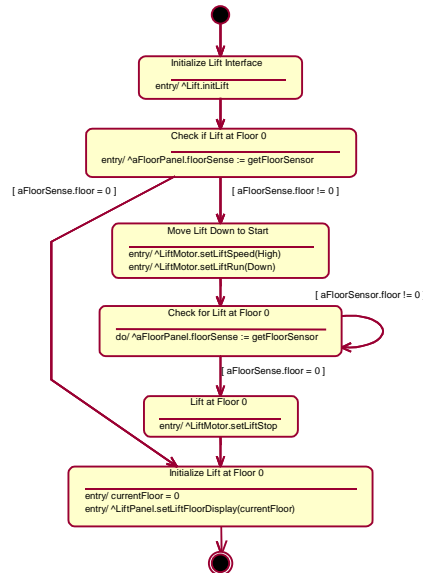 Initialize Lift Interface
entry/ ^Lift.initLift
Check if Lift at Floor 0
entry/ ^aFloorPanel.floorSense := getFloorSensor
[ aFloorSense.floor = 0 ]
[ aFloorSense.floor != 0 ]
Move Lift Down to Start
entry/ ^LiftMotor.setLiftSpeed(High)
entry/ ^LiftMotor.setLiftRun(Down)
[ aFloorSensor.floor != 0
Check for Lift at Floor 0
do/ ^aFloorPanel.floorSense := getFloorSensor
[ aFloorSense.floor = 0 ]
Lift at Floor 0
entry/ ^LiftMotor.setLiftStop
Initialize Lift at Floor 0
entry/ currentFloor = 0
entry/ ^LiftPanel.setLiftFloorDisplay(currentFloor)